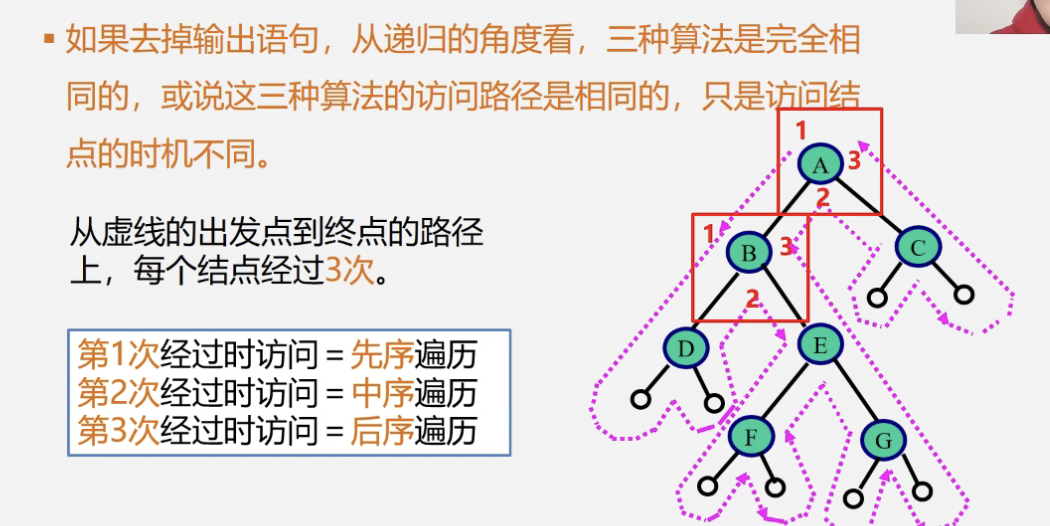 如果去掉输出语句，从递归的角度看，三种算法是完全相
同的，或说这三种算法的访问路径是相同的，只是访问结
点的时机不同。
从虚线的出发点到终点的路径
上，每个结点经过3次。
第1次经过时访问＝先序遍历
第2次经过时访问＝中序遍历
第3次经过时访问＝后序遍历
1
A
3
2
1
B
3
C
2
D
E
F
G